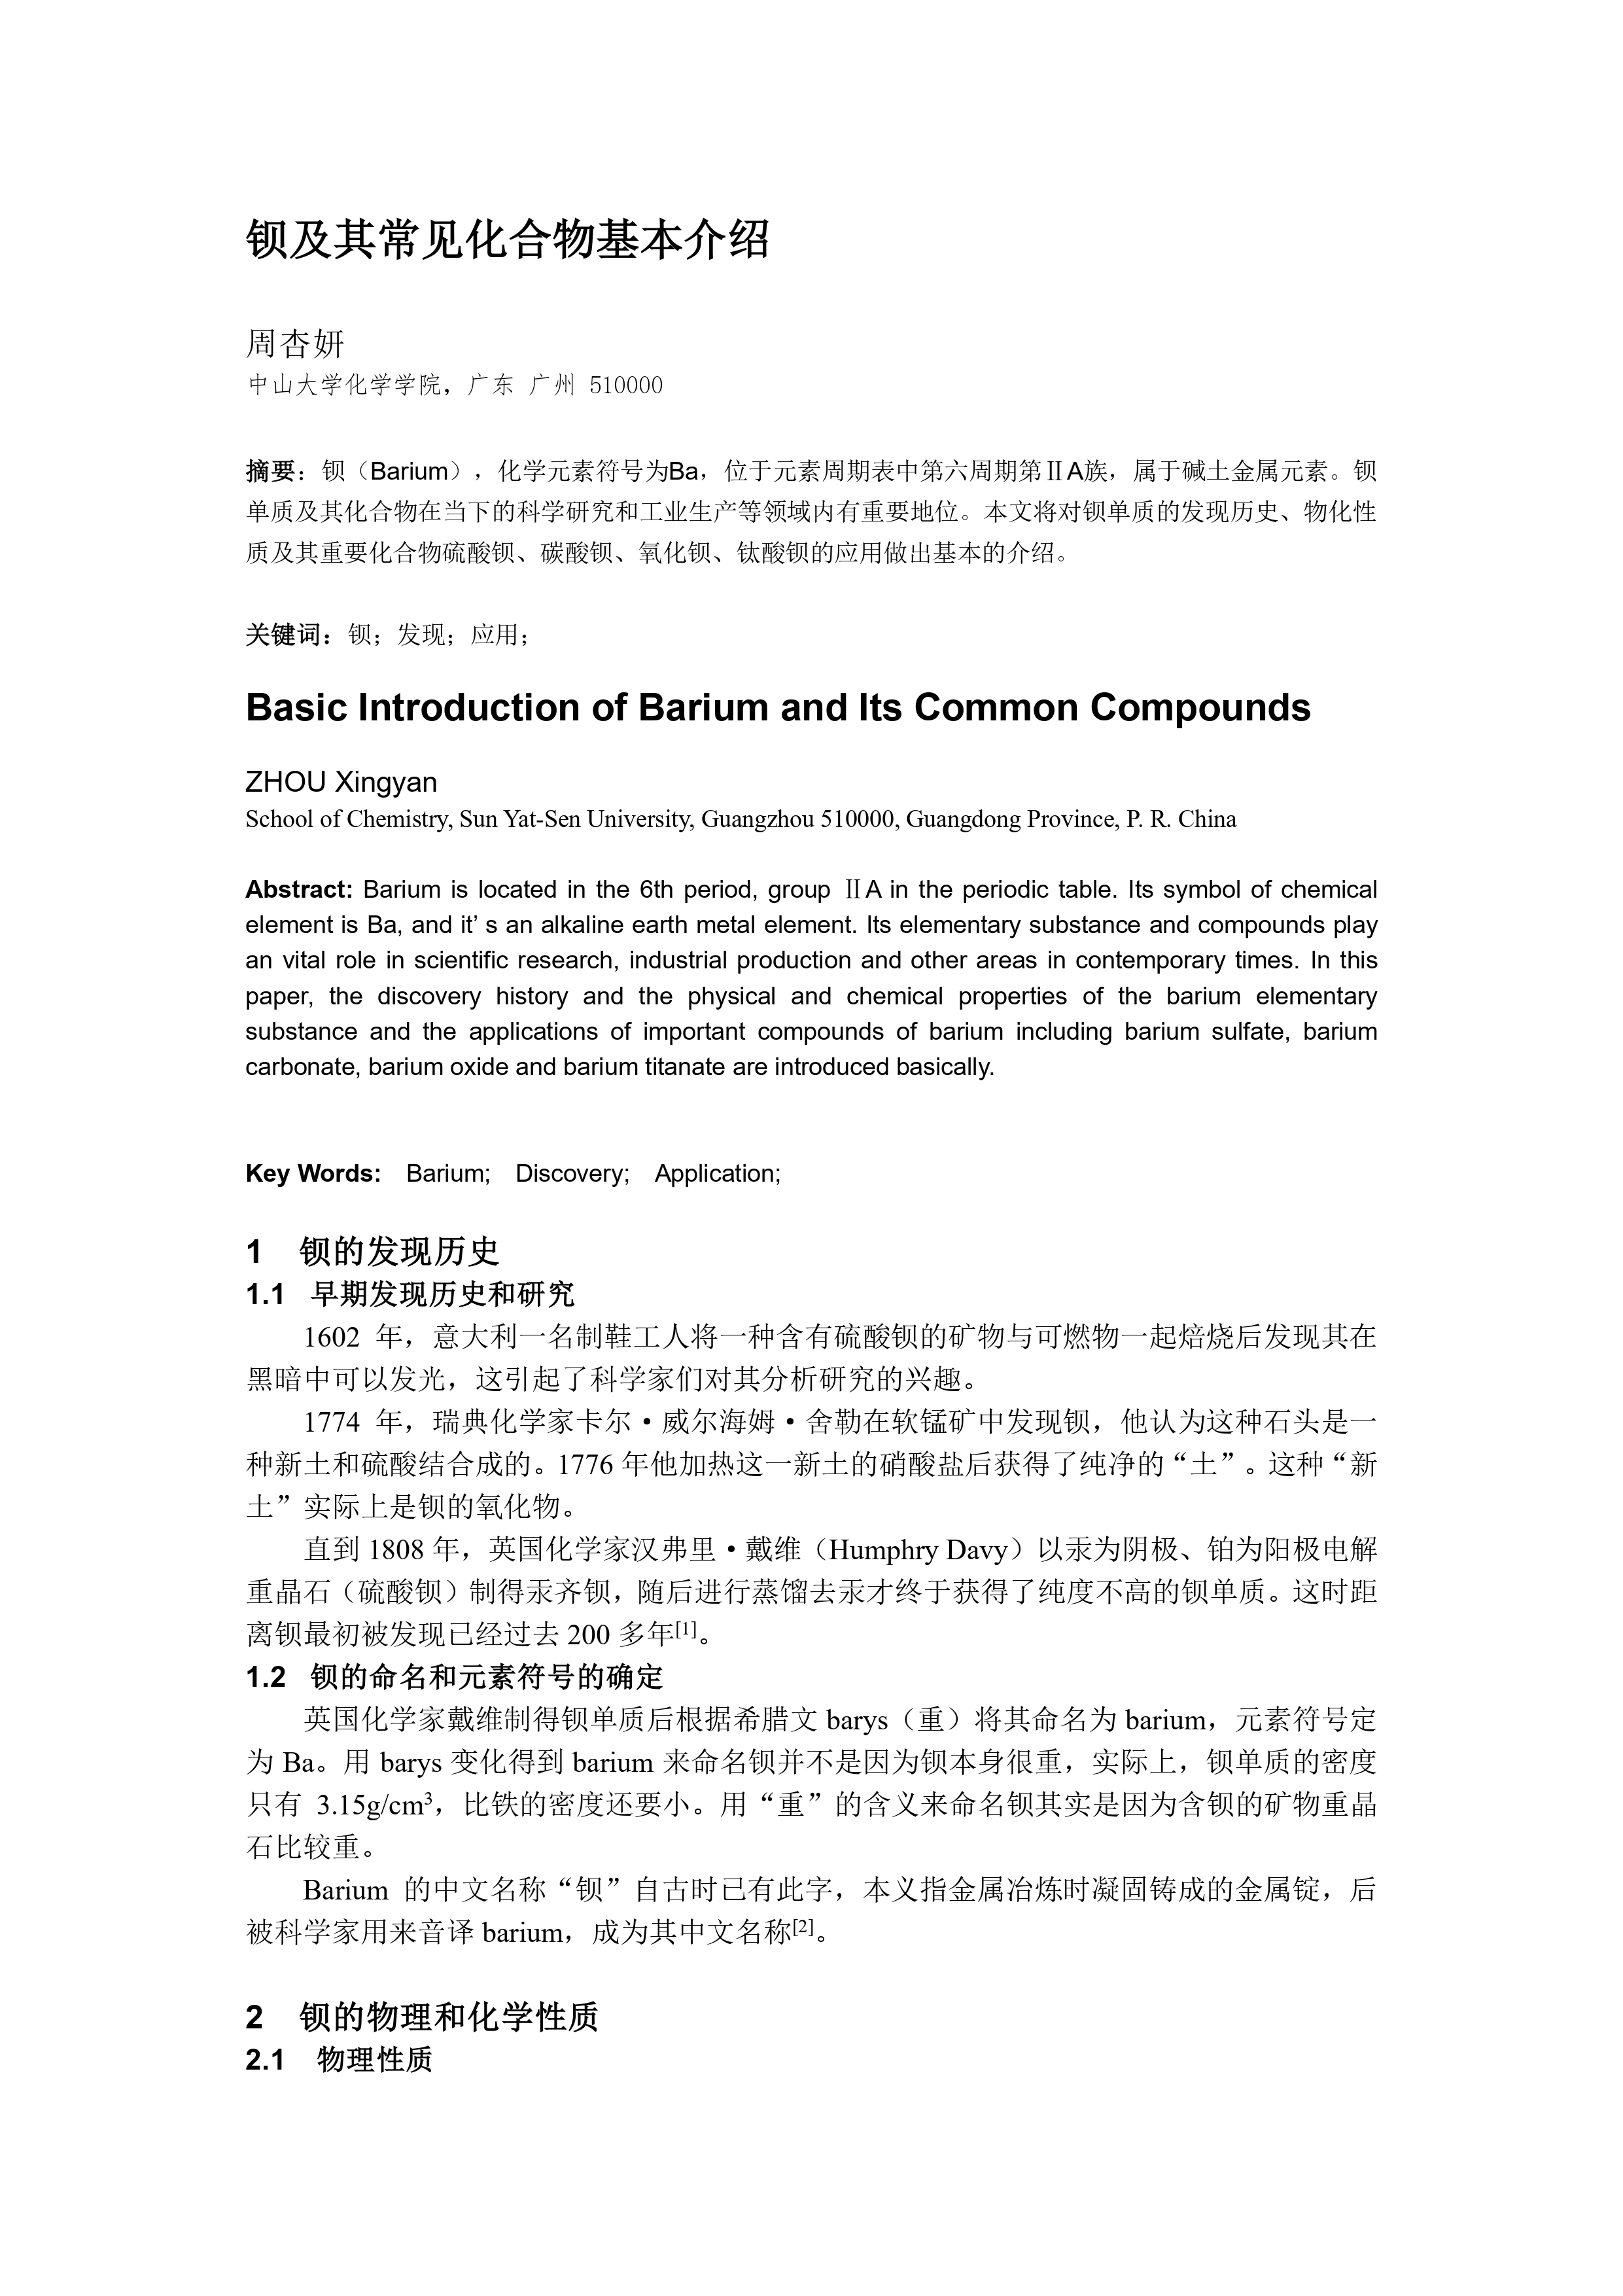 钡及其常见化合物基本介绍
周杏妍
中山大学化学学院，广东 广州 510000
摘要：钡（Barium），化学元素符号为Ba，位于元素周期表中第六周期第ⅡA族，属于碱土金属元素。钡
单质及其化合物在当下的科学研究和工业生产等领域内有重要地位。本文将对钡单质的发现历史、物化性
质及其重要化合物硫酸钡、碳酸钡、氧化钡、钛酸钡的应用做出基本的介绍。
关键词：钡；发现；应用；
Basic Introduction of Barium and Its Common Compounds
ZHOU Xingyan
School of Chemistry, Sun Yat-Sen University, Guangzhou 510000, Guangdong Province, P. R. China
Abstract: Barium is located in the 6th period, group ⅡA in the periodic table. Its symbol of chemical
element is Ba, and it’ s an alkaline earth metal element. Its elementary substance and compounds play
an vital role in scientific research, industrial production and other areas in contemporary times. In this
paper, the discovery history and the physical and chemical properties of the barium elementary
substance and the applications of important compounds of barium including barium sulfate, barium
carbonate, barium oxide and barium titanate are introduced basically.
Key Words: Barium; Discovery; Application;
1 钡的发现历史
1.1 早期发现历史和研究
1602 年，意大利一名制鞋工人将一种含有硫酸钡的矿物与可燃物一起焙烧后发现其在
黑暗中可以发光，这引起了科学家们对其分析研究的兴趣。
1774 年，瑞典化学家卡尔·威尔海姆·舍勒在软锰矿中发现钡，他认为这种石头是一
种新土和硫酸结合成的。1776 年他加热这一新土的硝酸盐后获得了纯净的“土”。这种“新
土”实际上是钡的氧化物。
直到 1808 年，英国化学家汉弗里·戴维（Humphry Davy）以汞为阴极、铂为阳极电解
重晶石（硫酸钡）制得汞齐钡，随后进行蒸馏去汞才终于获得了纯度不高的钡单质。这时距
离钡最初被发现已经过去 200 多年[1]。
1.2 钡的命名和元素符号的确定
英国化学家戴维制得钡单质后根据希腊文 barys（重）将其命名为 barium，元素符号定
为 Ba。用 barys 变化得到 barium 来命名钡并不是因为钡本身很重，实际上，钡单质的密度
只有 3.15g/cm³，比铁的密度还要小。用“重”的含义来命名钡其实是因为含钡的矿物重晶
石比较重。
Barium 的中文名称“钡”自古时已有此字，本义指金属冶炼时凝固铸成的金属锭，后
被科学家用来音译 barium，成为其中文名称[2]。
2 钡的物理和化学性质
2.1 物理性质